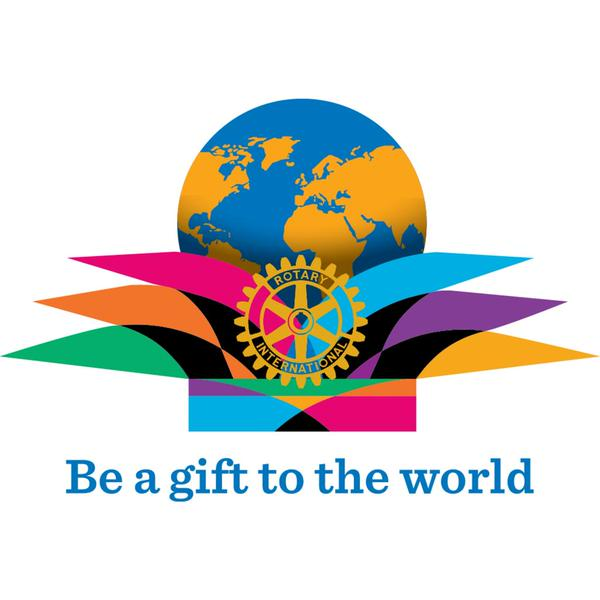 ROTARY
INTERNATIONAL
Be a gift to the world